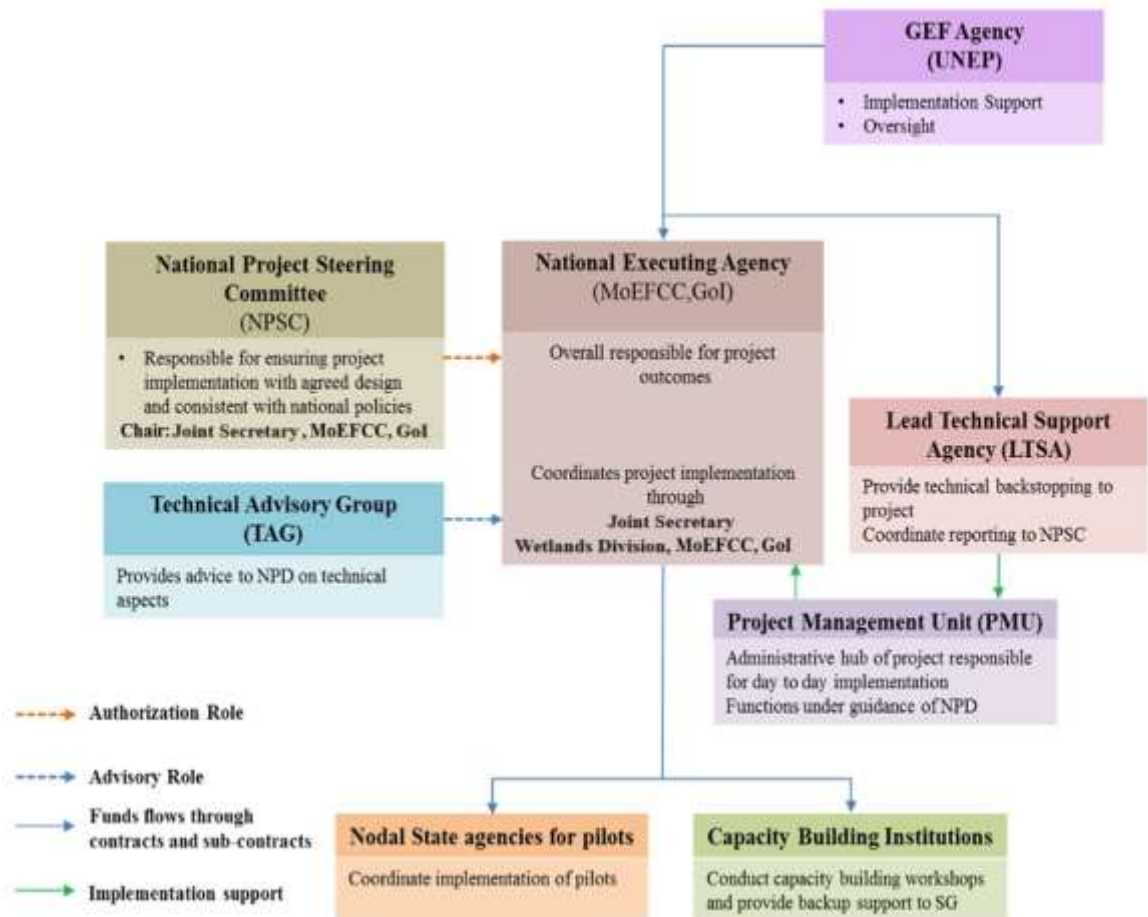 GEF Agency
(UNEP)
• Implementation Support
• Oversight
National Project Steering
Committee
(NPSC)
• Responsible for ensuring project
implementation with agreed design
and consistent with national policies
Chair: Joint Secretary, MoEFCC, GoI
National Executing Agency
(MoEFCC,GoI)
Overall responsible for project
outcomes
Coordinates project implementation
through
Joint Secretary
Wetlands Division, MoEFCC, GoI
Lead Technical Support
Agency (LTSA)
Provide technical backstopping to
project
Coordinate reporting to NPSC
Technical Advisory Group
(TAG)
Provides advice to NPD on technical
aspects
Project Management Unit (PMU)
Administrative hub of project responsible
for day to day implementation
Functions under guidance of NPD
Authorization Role
Advisory Role
Funds flows through
contracts and sub-contracts
Implementation support
Nodal State agencies for pilots
Coordinate implementation of pilots
Capacity Building Institutions
Conduct capacity building workshops
and provide backup support to SG